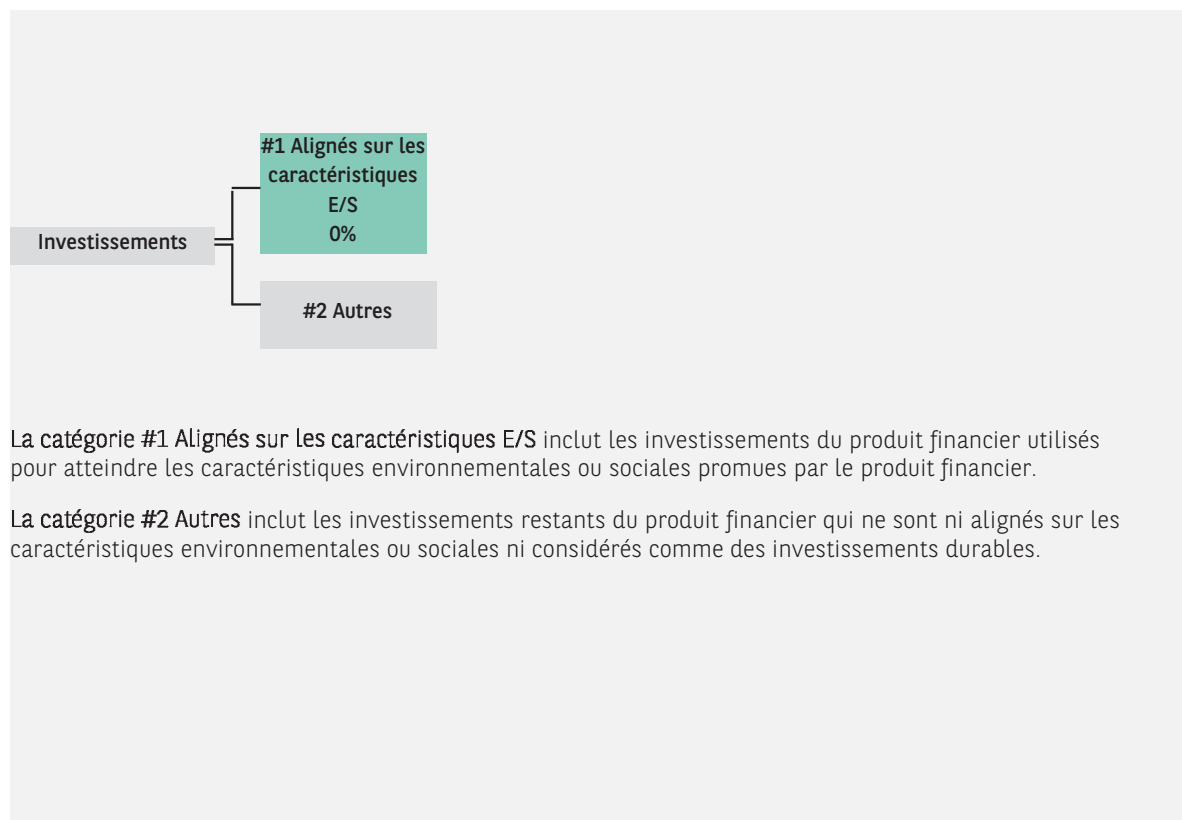 #1 Alignés sur les
caractéristiques
E/S
0%
Investissements
#2 Autres
La catégorie #1 Alignés sur les caractéristiques E/S inclut les investissements du produit financier utilisés
pour atteindre les caractéristiques environnementales ou sociales promues par le produit financier.
La catégorie #2 Autres inclut les investissements restants du produit financier qui ne sont ni alignés sur les
caractéristiques environnementales ou sociales ni considérés comme des investissements durables.